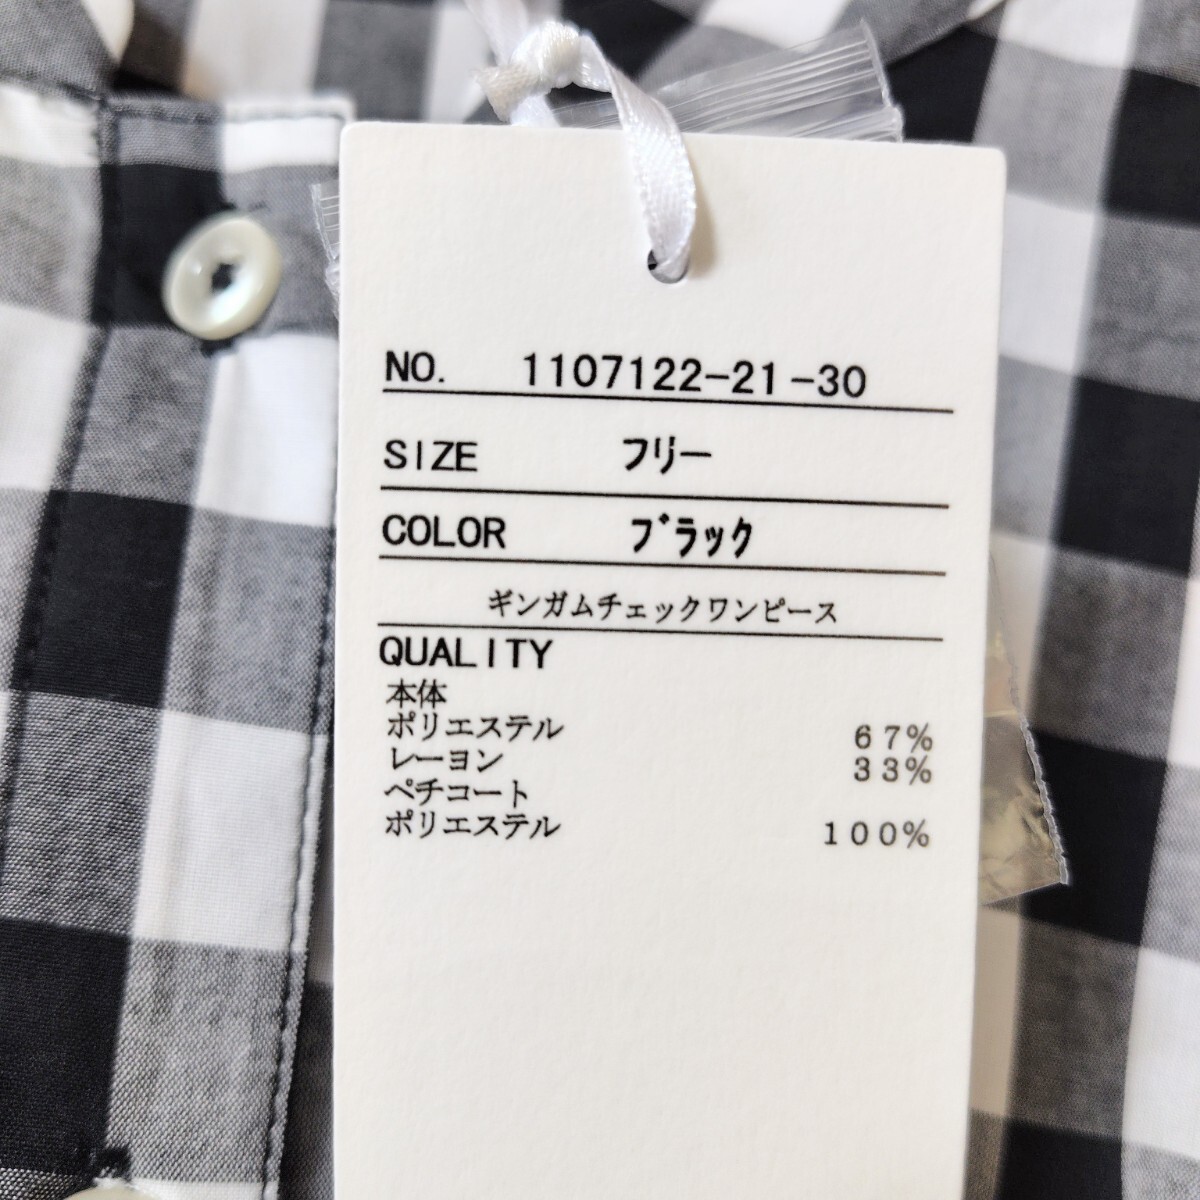 NO. 1107122-21-30
SIZE フリー
COLOR ブラック
ギンガムチェックワンピース
QUALITY
本体
ポリエステル 67%
レーヨン 33%
ペチコート
ポリエステル 100%